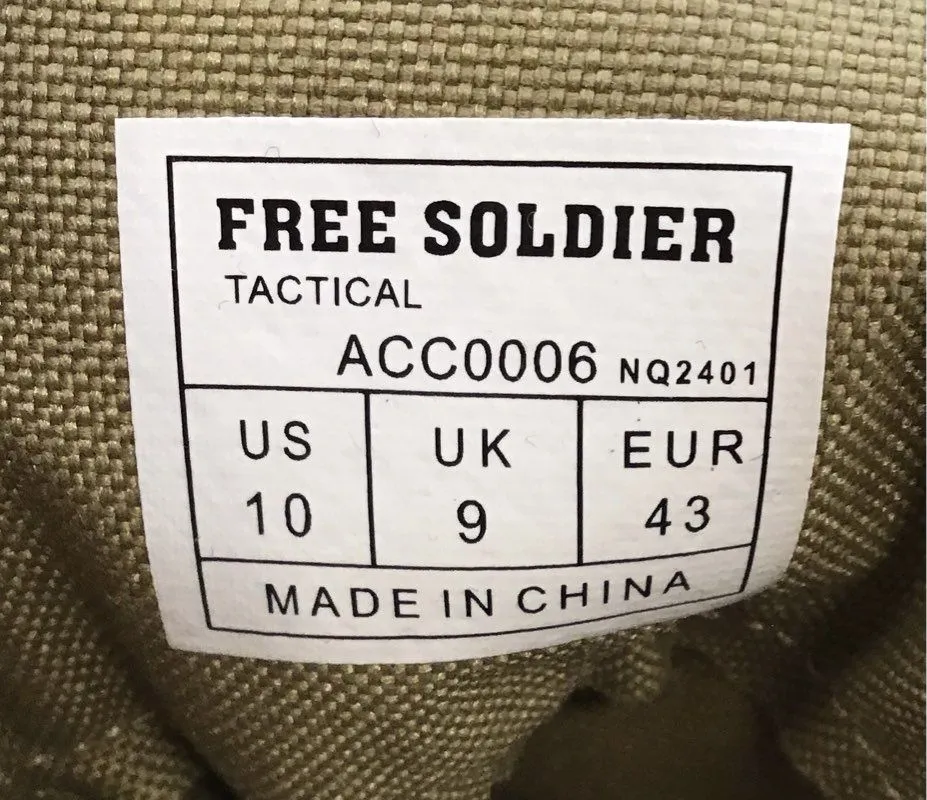 FREE SOLDIER
TACTICAL
ACC0006 NQ2401
US UK EUR
10 9 43
MADE IN CHINA